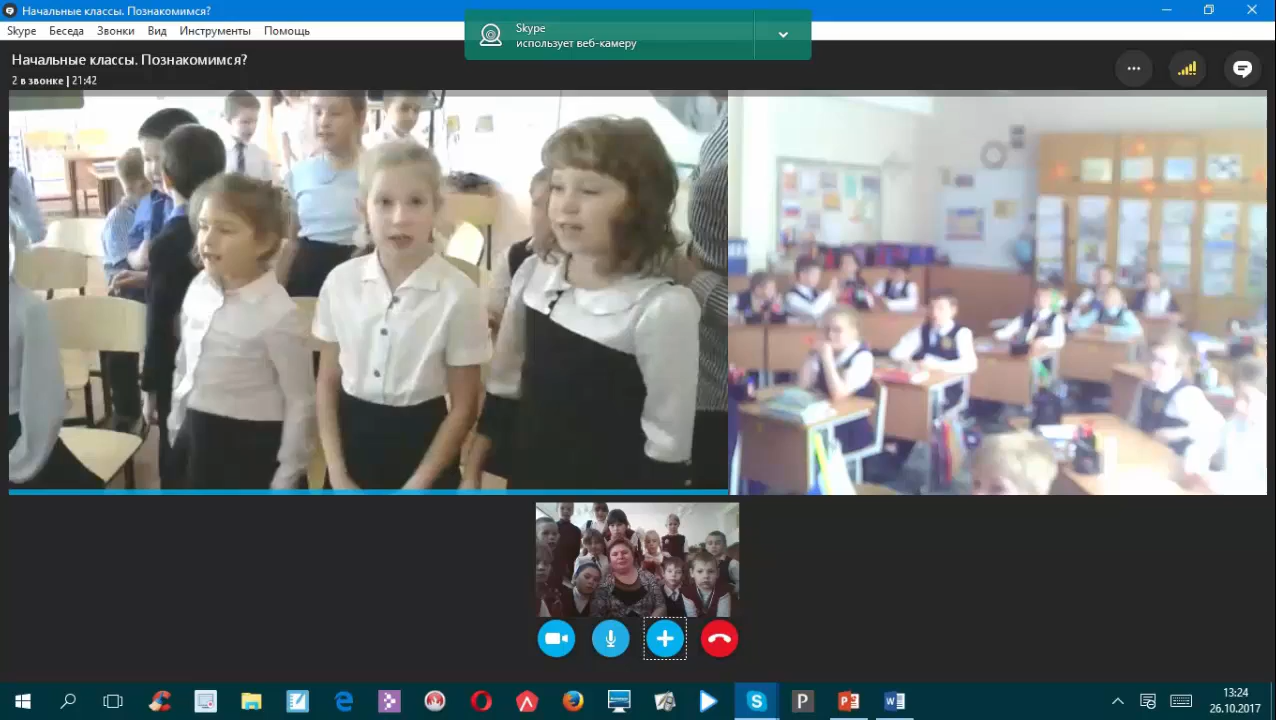 Начальные классы. Познакомимся?
Skype Беседа Звонки Вид Инструменты Помощь
Skype
использует веб-камеру
Начальные классы. Познакомимся?
2 в звонке | 21:42
13:24
26.10.2017